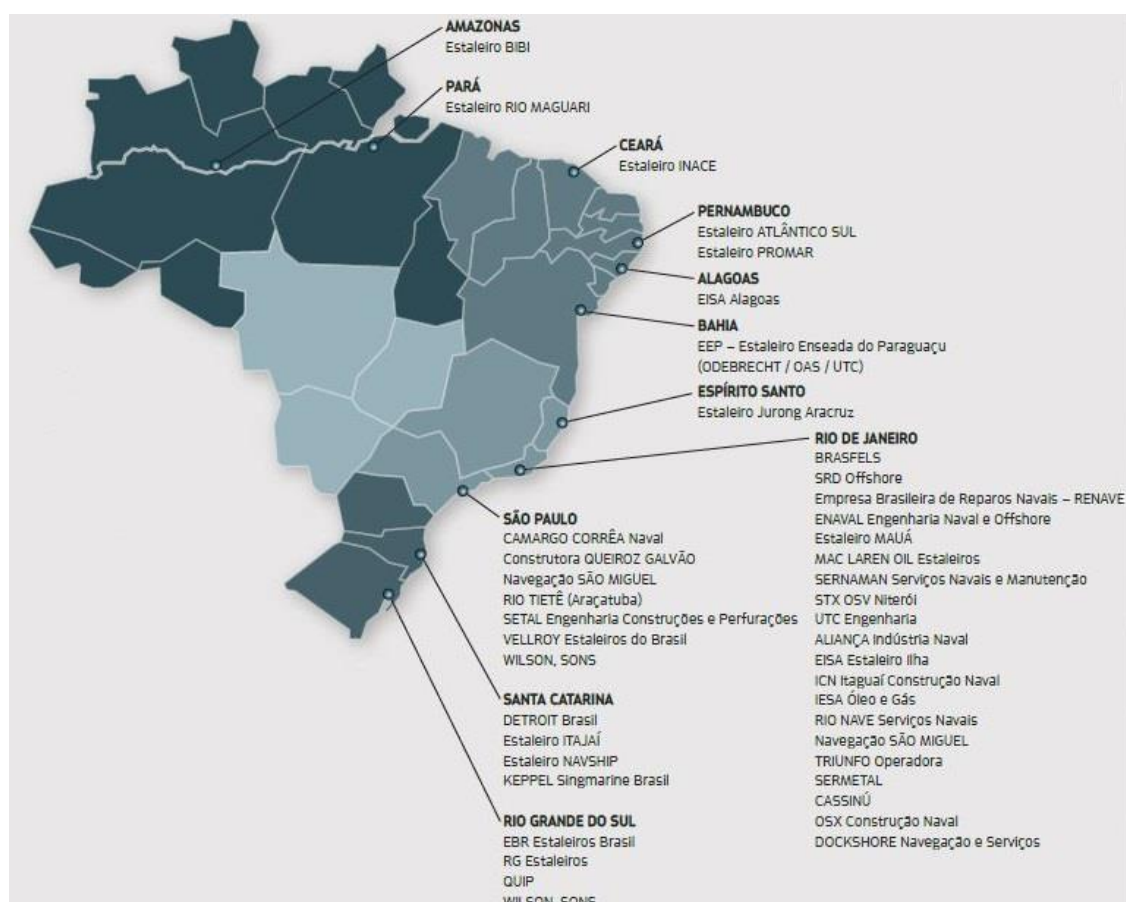 AMAZONAS
Estaleiro BIBI
PARÁ
Estaleiro RIO MAGUARI
CEARÁ
Estaleiro INACE
PERNAMBUCO
Estaleiro ATLÂNTICO SUL
Estaleiro PROMAR
ALAGOAS
EISA Alagoas
BAHIA
EEP – Estaleiro Enseada do Paraguaçu
(ODEBRECHT / OAS / UTC)
ESPÍRITO SANTO
Estaleiro Jurong Aracruz
RIO DE JANEIRO
BRASFELS
SRD Offshore
Empresa Brasileira de Reparos Navais – RENAVE
ENAVAL Engenharia Naval e Offshore
Estaleiro MAUÁ
MAC LAREN OIL Estaleiros
SERNAMAN Serviços Navais e Manutenção
STX OSV Niterói
UTC Engenharia
ALIANÇA Indústria Naval
EISA Estaleiro Ilha
ICN Itaguaí Construção Naval
IESA Óleo e Gás
RIO NAVE Serviços Navais
Navegação SÃO MIGUEL
TRIUNFO Operadora
SERMETAL
CASSINÚ
OSX Construção Naval
DOCKSHORE Navegação e Serviços
SÃO PAULO
CAMARGO CORRÊA Naval
Construtora QUEIROZ GALVÃO
Navegação SÃO MIGUEL
RIO TIETÊ (Araçatuba)
SETAL Engenharia Construções e Perfurações
VELLROY Estaleiros do Brasil
WILSON, SONS
SANTA CATARINA
DETROIT Brasil
Estaleiro ITAJAÍ
Estaleiro NAVSHIP
KEPPEL Singmarine Brasil
RIO GRANDE DO SUL
EBR Estaleiros Brasil
RG Estaleiros
QUIP
WILSON, SONS